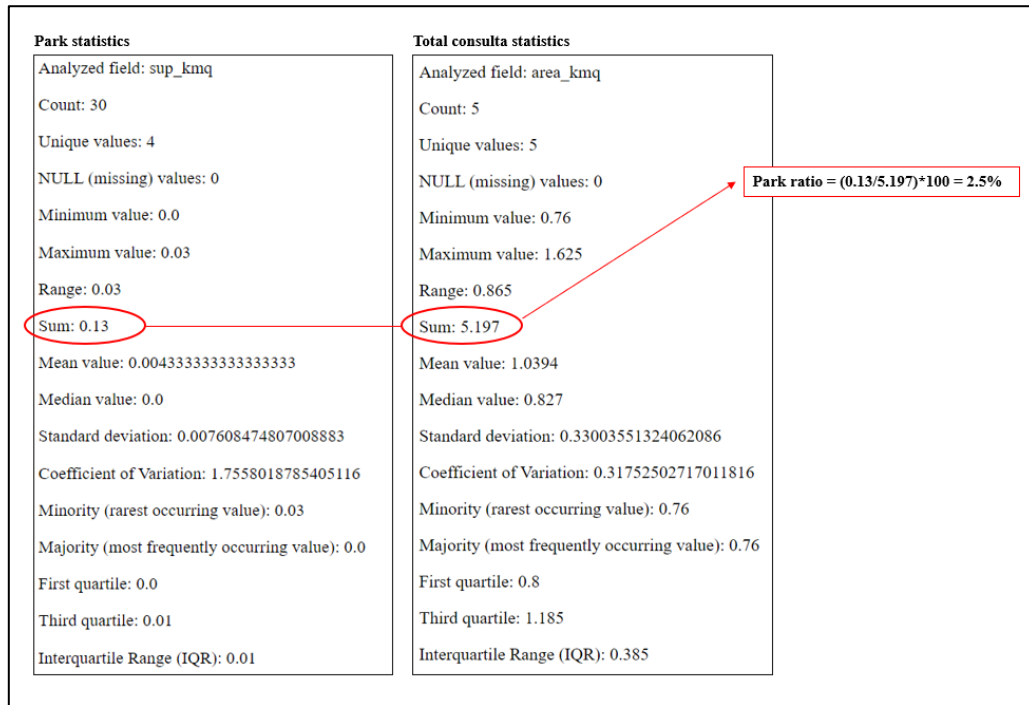 Park statistics
Analyzed field: sup_kmq
Count: 30
Unique values: 4
NULL (missing) values: 0
Minimum value: 0.0
Maximum value: 0.03
Range: 0.03
Sum: 0.13
Mean value: 0.004333333333333333
Median value: 0.0
Standard deviation: 0.007608474807008883
Coefficient of Variation: 1.7558018785405116
Minority (rarest occurring value): 0.03
Majority (most frequently occurring value): 0.0
First quartile: 0.0
Third quartile: 0.01
Interquartile Range (IQR): 0.01
Total consulta statistics
Analyzed field: area_kmq
Count: 5
Unique values: 5
NULL (missing) values: 0
Minimum value: 0.76
Maximum value: 1.625
Range: 0.865
Sum: 5.197
Mean value: 1.0394
Median value: 0.827
Standard deviation: 0.33003551324062086
Coefficient of Variation: 0.31752502717011816
Minority (rarest occurring value): 0.76
Majority (most frequently occurring value): 0.76
First quartile: 0.8
Third quartile: 1.185
Interquartile Range (IQR): 0.385
Park ratio = (0.13/5.197)*100 = 2.5%